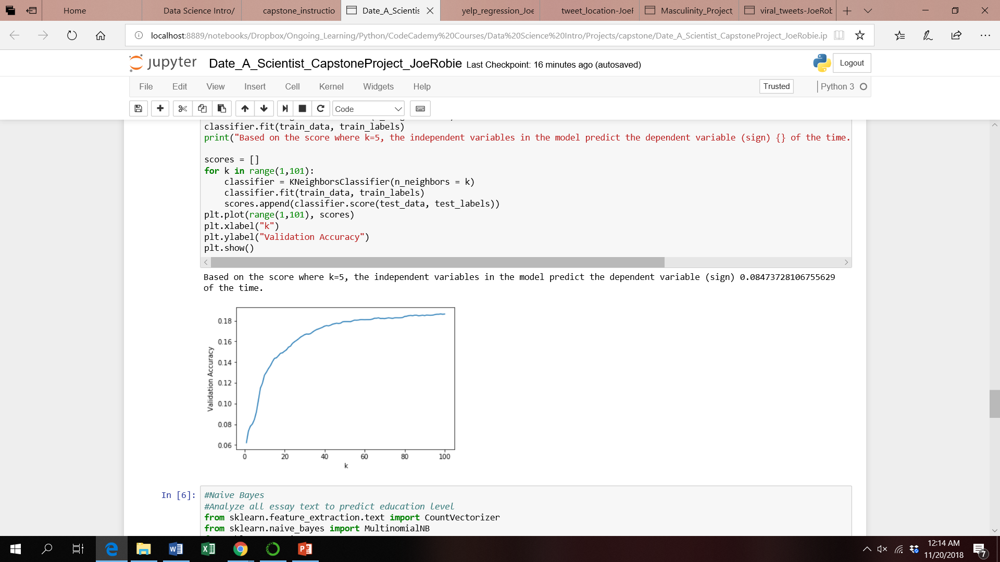 Home
Data Science Intro/
capstone_instructio
Date_A_Scientis
yelp_regression_Joe
tweet_location-JoeF
Masculinity_Project
viral_tweets-JoeRob
localhost:8889/notebooks/Dropbox/Ongoing_Learning/Python/CodeCademy%20Courses/Data%20Science%20Intro/Projects/capstone/Date_A_Scientist_CapstoneProject_JoeRobie.ip
jupyter Date_A_Scientist_CapstoneProject_JoeRobie Last Checkpoint: 16 minutes ago (autosaved)
Logout
File Edit View Insert Cell Kernel Widgets Help
Trusted
Python 3
Code
classifier.fit(train_data, train_labels)
print("Based on the score where k=5, the independent variables in the model predict the dependent variable (sign) {} of the time.
scores = []
for k in range(1,101):
    classifier = KNeighborsClassifier(n_neighbors = k)
    classifier.fit(train_data, train_labels)
    scores.append(classifier.score(test_data, test_labels))
plt.plot(range(1,101), scores)
plt.xlabel("k")
plt.ylabel("Validation Accuracy")
plt.show()
Based on the score where k=5, the independent variables in the model predict the dependent variable (sign) 0.08473728106755629
of the time.
Validation Accuracy
0.18
0.16
0.14
0.12
0.10
0.08
0.06
0 20 40 60 80 100
k
In [6]:
#Naive Bayes
#Analyze all essay text to predict education level
from sklearn.feature_extraction.text import CountVectorizer
from sklearn.naive_bayes import MultinomialNB
12:14 AM
11/20/2018
7